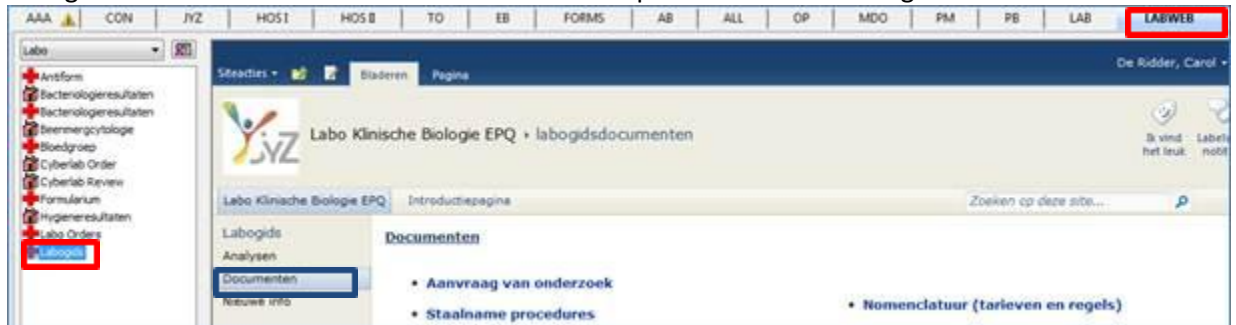 AAA CON JYZ HOSI HOSII TO EB FORMS AB ALL OP MDO PM PB LAB LABWEB
Labo
Antiform
Bacteriologieresultaten
Bacteriologieresultaten
Beenmergcytologie
Bloedgroep
Cyberlab Order
Cyberlab Review
Formularium
Hygieneresultaten
Labo Orders
Labogids
Siteacties Bladeren Pagina
De Ridder, Carol
JYZ
Labo Klinische Biologie EPQ labogidsdocumenten
Ik vind
het leuk
Labo Klinische Biologie EPQ Introductiepagina
Zoeken op deze site...
Labogids
Analysen
Documenten
Nieuwe info
Documenten
• Aanvraag van onderzoek
• Staalname procedures
• Nomenclatuur (tarieven en regels)